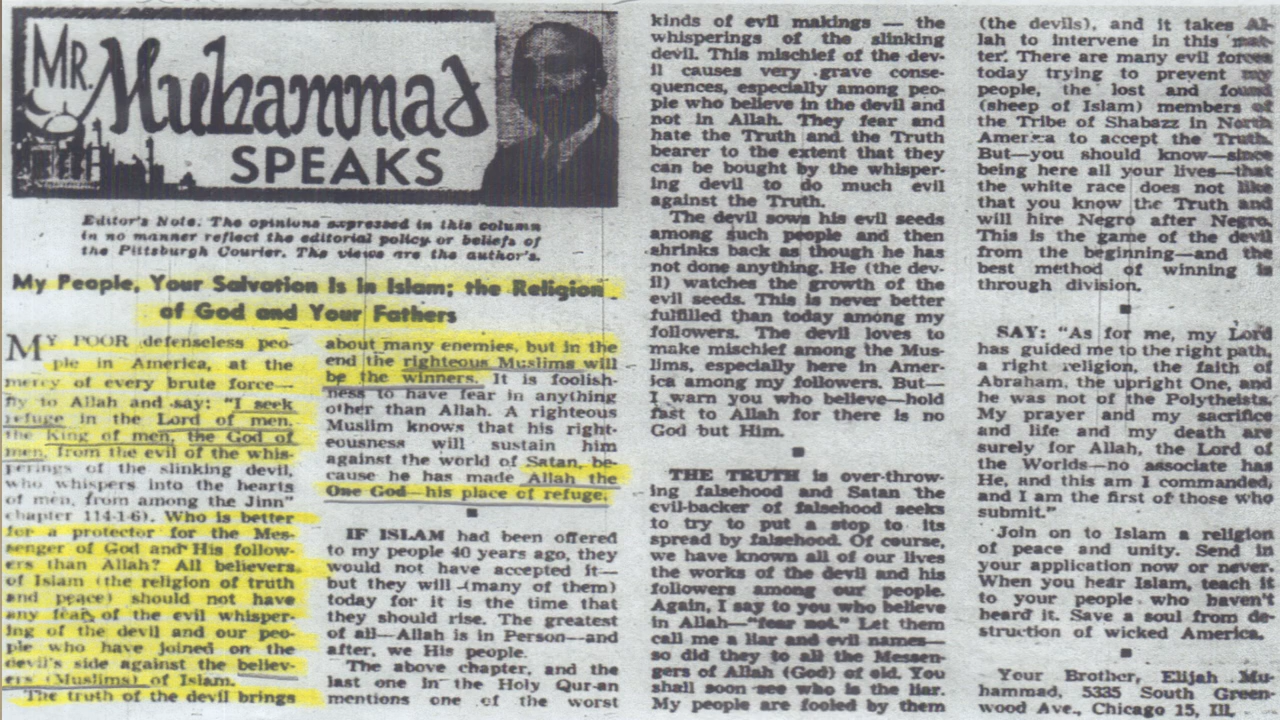 MR. Muhammad
SPEAKS
Editor's Note: The opinions expressed in this column
in no manner reflect the editorial policy or beliefs of
the Pittsburgh Courier. The views are the author's.
My People, Your Salvation Is in Islam; the Religion
of God and Your Fathers
MY POOR defenseless peo-
ple in America, at the
mercy of every brute force—
fly to Allah and say: "I seek
refuge in the Lord of men,
the King of men, the God of
men, from the evil of the whis-
perings of the slinking devil,
who whispers into the hearts
of men, from among the Jinn"
chapter 114-1-6). Who is better
for a protector for the Mes-
senger of God and His follow-
ers than Allah? All believers
of Islam (the religion of truth
and peace) should not have
any fear of the evil whisper-
ing of the devil and our peo-
ple who have joined on the
devil's side against the believ-
ers (Muslims) of Islam.
The truth of the devil brings
about many enemies, but in the
end the righteous Muslims will
be the winners. It is foolish-
ness to have fear in anything
other than Allah. A righteous
Muslim knows that his right-
eousness will sustain him
against the world of Satan, be-
cause he has made Allah the
One God—his place of refuge.
IF ISLAM had been offered
to my people 40 years ago, they
would not have accepted it—
but they will (many of them)
today for it is the time that
they should rise. The greatest
of all—Allah is in Person—and
after, we His people.
The above chapter, and the
last one in the Holy Qur-an
mentions one of the worst
kinds of evil makings — the
whisperings of the slinking
devil. This mischief of the dev-
il causes very grave conse-
quences, especially among peo-
ple who believe in the devil and
not in Allah. They fear and
hate the Truth and the Truth
bearer to the extent that they
can be bought by the whisper-
ing devil to do much evil
against the Truth.
The devil sows his evil seeds
among such people and then
shrinks back as though he has
not done anything. He (the dev-
il) watches the growth of the
evil seeds. This is never better
fulfilled than today among my
followers. The devil loves to
make mischief among the Mus-
lims, especially here in Amer-
ica among my followers. But—
I warn you who believe—hold
fast to Allah for there is no
God but Him.
THE TRUTH is over-throw-
ing falsehood and Satan the
evil-backer of falsehood seeks
to try to put a stop to its
spread by falsehood. Of course,
we have known all of our lives
the works of the devil and his
followers among our people.
Again, I say to you who believe
in Allah—"fear not." Let them
call me a liar and evil names—
so did they to all the Messen-
gers of Allah (God) of old. You
shall soon see who is the liar.
My people are fooled by them
(the devils), and it takes Al-
lah to intervene in this mat-
ter. There are many evil forces
today trying to prevent my
people, the lost and found
(sheep of Islam) members of
the Tribe of Shabazz in North
America to accept the Truth.
But—you should know—since
being here all your lives—that
the white race does not like
that you know the Truth and
will hire Negro after Negro.
This is the game of the devil
from the beginning—and the
best method of winning is
through division.
SAY: "As for me, my Lord
has guided me to the right path,
a right religion, the faith of
Abraham, the upright One, and
he was not of the Polytheists.
My prayer and my sacrifice
and life and my death are
surely for Allah, the Lord of
the Worlds—no associate has
He, and this am I commanded,
and I am the first of those who
submit."
Join on to Islam a religion
of peace and unity. Send in
your application now or never.
When you hear Islam, teach it
to your people who haven't
heard it. Save a soul from de-
struction of wicked America.
Your Brother, Elijah Mu-
hammad, 5335 South Green-
wood Ave., Chicago 15, Ill.